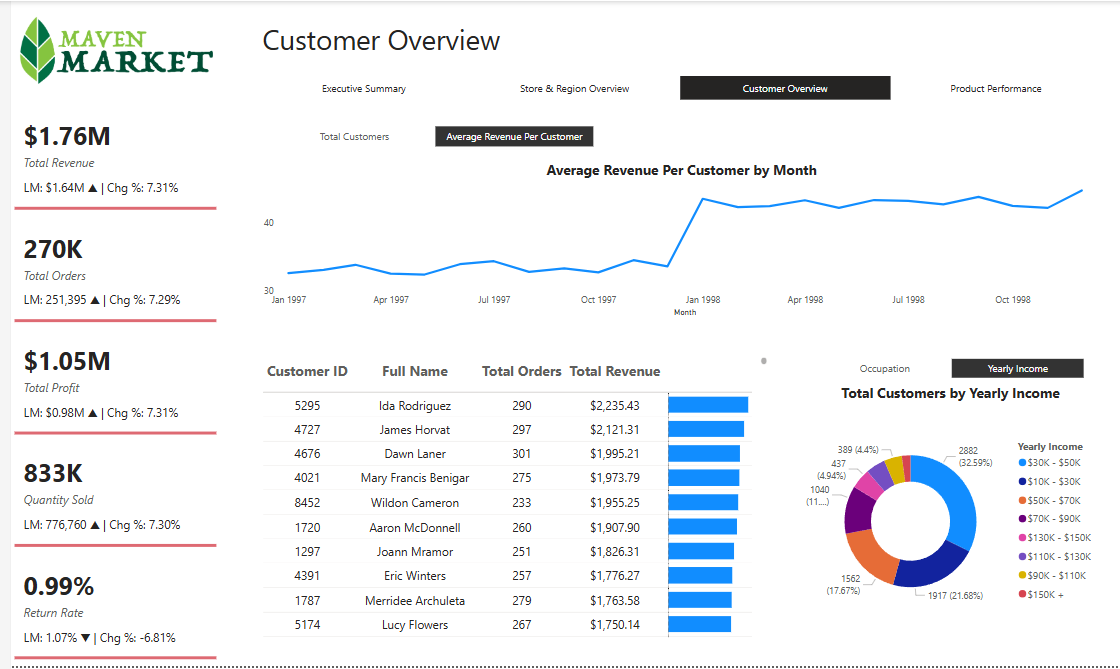 MAVEN
MARKET
Customer Overview
Executive Summary
Store & Region Overview
Customer Overview
Product Performance
$1.76M
Total Revenue
LM: $1.64M ▲ | Chg %: 7.31%
270K
Total Orders
LM: 251,395 ▲ | Chg %: 7.29%
$1.05M
Total Profit
LM: $0.98M ▲ | Chg %: 7.31%
833K
Quantity Sold
LM: 776,760 ▲ | Chg %: 7.30%
0.99%
Return Rate
LM: 1.07% ▼ | Chg %: -6.81%
Total Customers
Average Revenue Per Customer
Average Revenue Per Customer by Month
40
30
Jan 1997
Apr 1997
Jul 1997
Oct 1997
Jan 1998
Apr 1998
Jul 1998
Oct 1998
Month
Customer ID Full Name Total Orders Total Revenue
5295 Ida Rodriguez 290 $2,235.43
4727 James Horvat 297 $2,121.31
4676 Dawn Laner 301 $1,995.21
4021 Mary Francis Benigar 275 $1,973.79
8452 Wildon Cameron 233 $1,955.25
1720 Aaron McDonnell 260 $1,907.90
1297 Joann Mramor 251 $1,826.31
4391 Eric Winters 257 $1,776.27
1787 Merridee Archuleta 279 $1,763.58
5174 Lucy Flowers 267 $1,750.14
Occupation
Yearly Income
Total Customers by Yearly Income
389 (4.4%)
437
(4.94%)
1040
(11....)
1562
(17.67%)
1917 (21.68%)
2882
(32.59%)
Yearly Income
$30K - $50K
$10K - $30K
$50K - $70K
$70K - $90K
$130K - $150K
$110K - $130K
$90K - $110K
$150K +